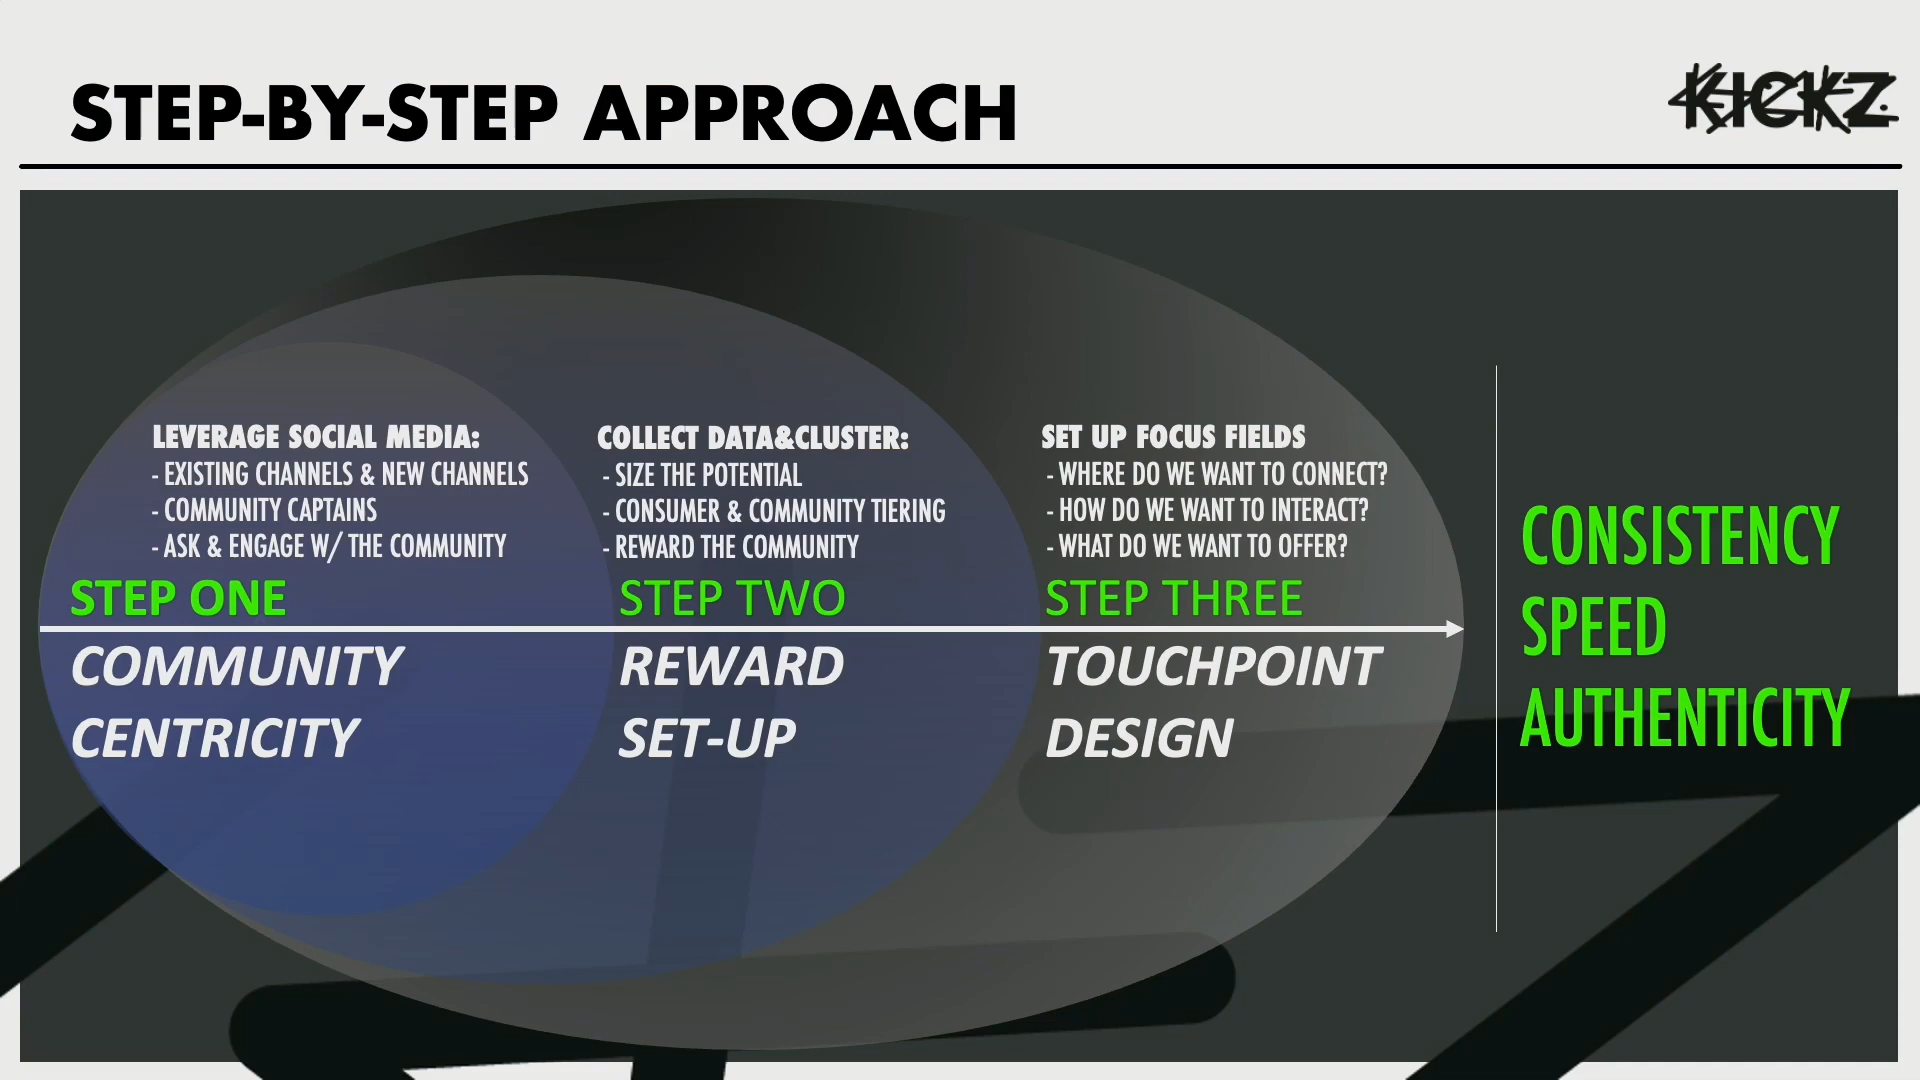 STEP-BY-STEP APPROACH
KICKZ
LEVERAGE SOCIAL MEDIA:
- EXISTING CHANNELS & NEW CHANNELS
- COMMUNITY CAPTAINS
- ASK & ENGAGE W/ THE COMMUNITY
STEP ONE
COMMUNITY
CENTRICITY
COLLECT DATA&CLUSTER:
- SIZE THE POTENTIAL
- CONSUMER & COMMUNITY TIERING
- REWARD THE COMMUNITY
STEP TWO
REWARD
SET-UP
SET UP FOCUS FIELDS
- WHERE DO WE WANT TO CONNECT?
- HOW DO WE WANT TO INTERACT?
- WHAT DO WE WANT TO OFFER?
STEP THREE
TOUCHPOINT
DESIGN
CONSISTENCY
SPEED
AUTHENTICITY